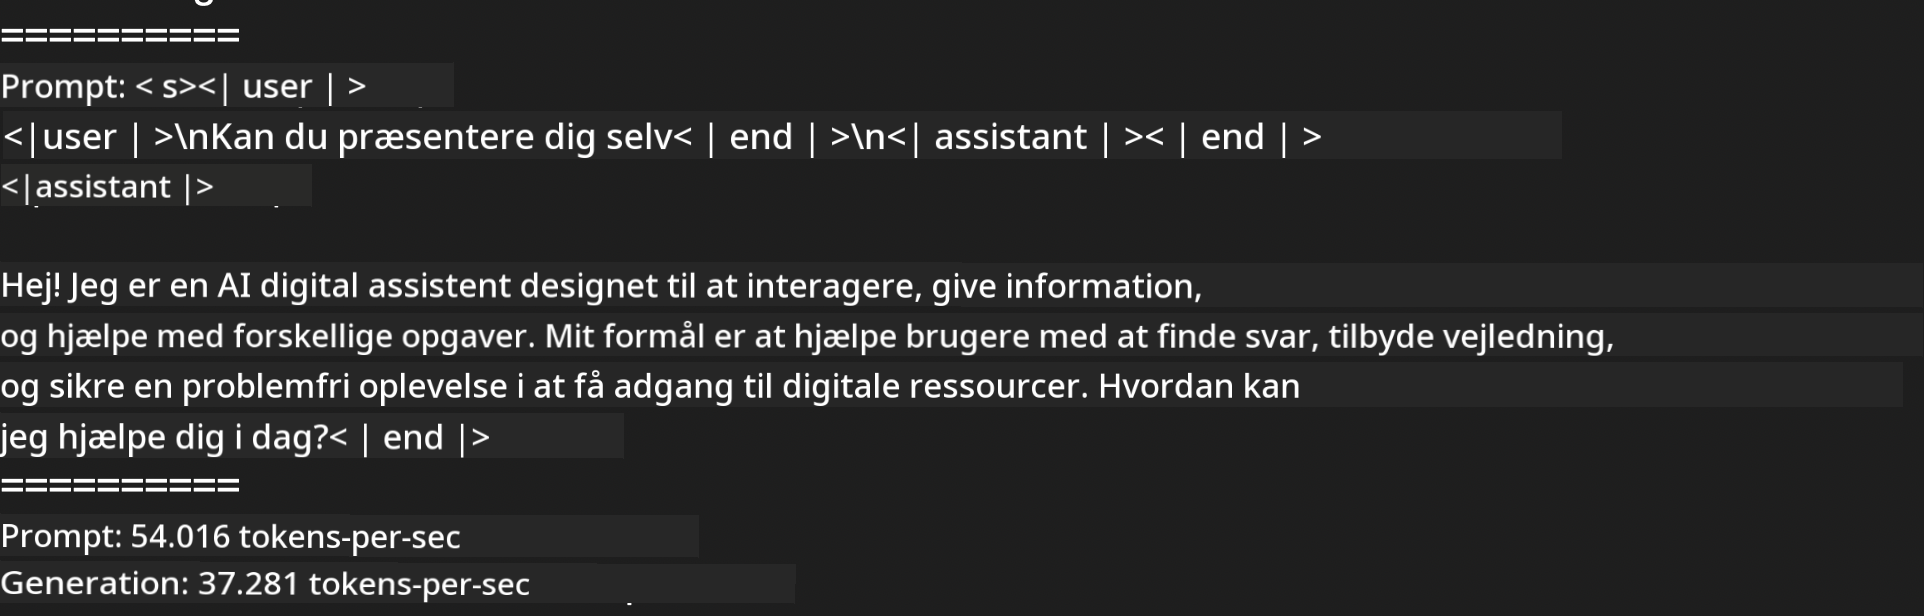 ==========
Prompt: < s><| user | >
<|user | >\nKan du præsentere dig selv< | end | >\n<| assistant | >< | end | >
<|assistant |>
Hej! Jeg er en AI digital assistent designet til at interagere, give information,
og hjælpe med forskellige opgaver. Mit formål er at hjælpe brugere med at finde svar, tilbyde vejledning,
og sikre en problemfri oplevelse i at få adgang til digitale ressourcer. Hvordan kan
jeg hjælpe dig i dag?< | end |>
==========
Prompt: 54.016 tokens-per-sec
Generation: 37.281 tokens-per-sec